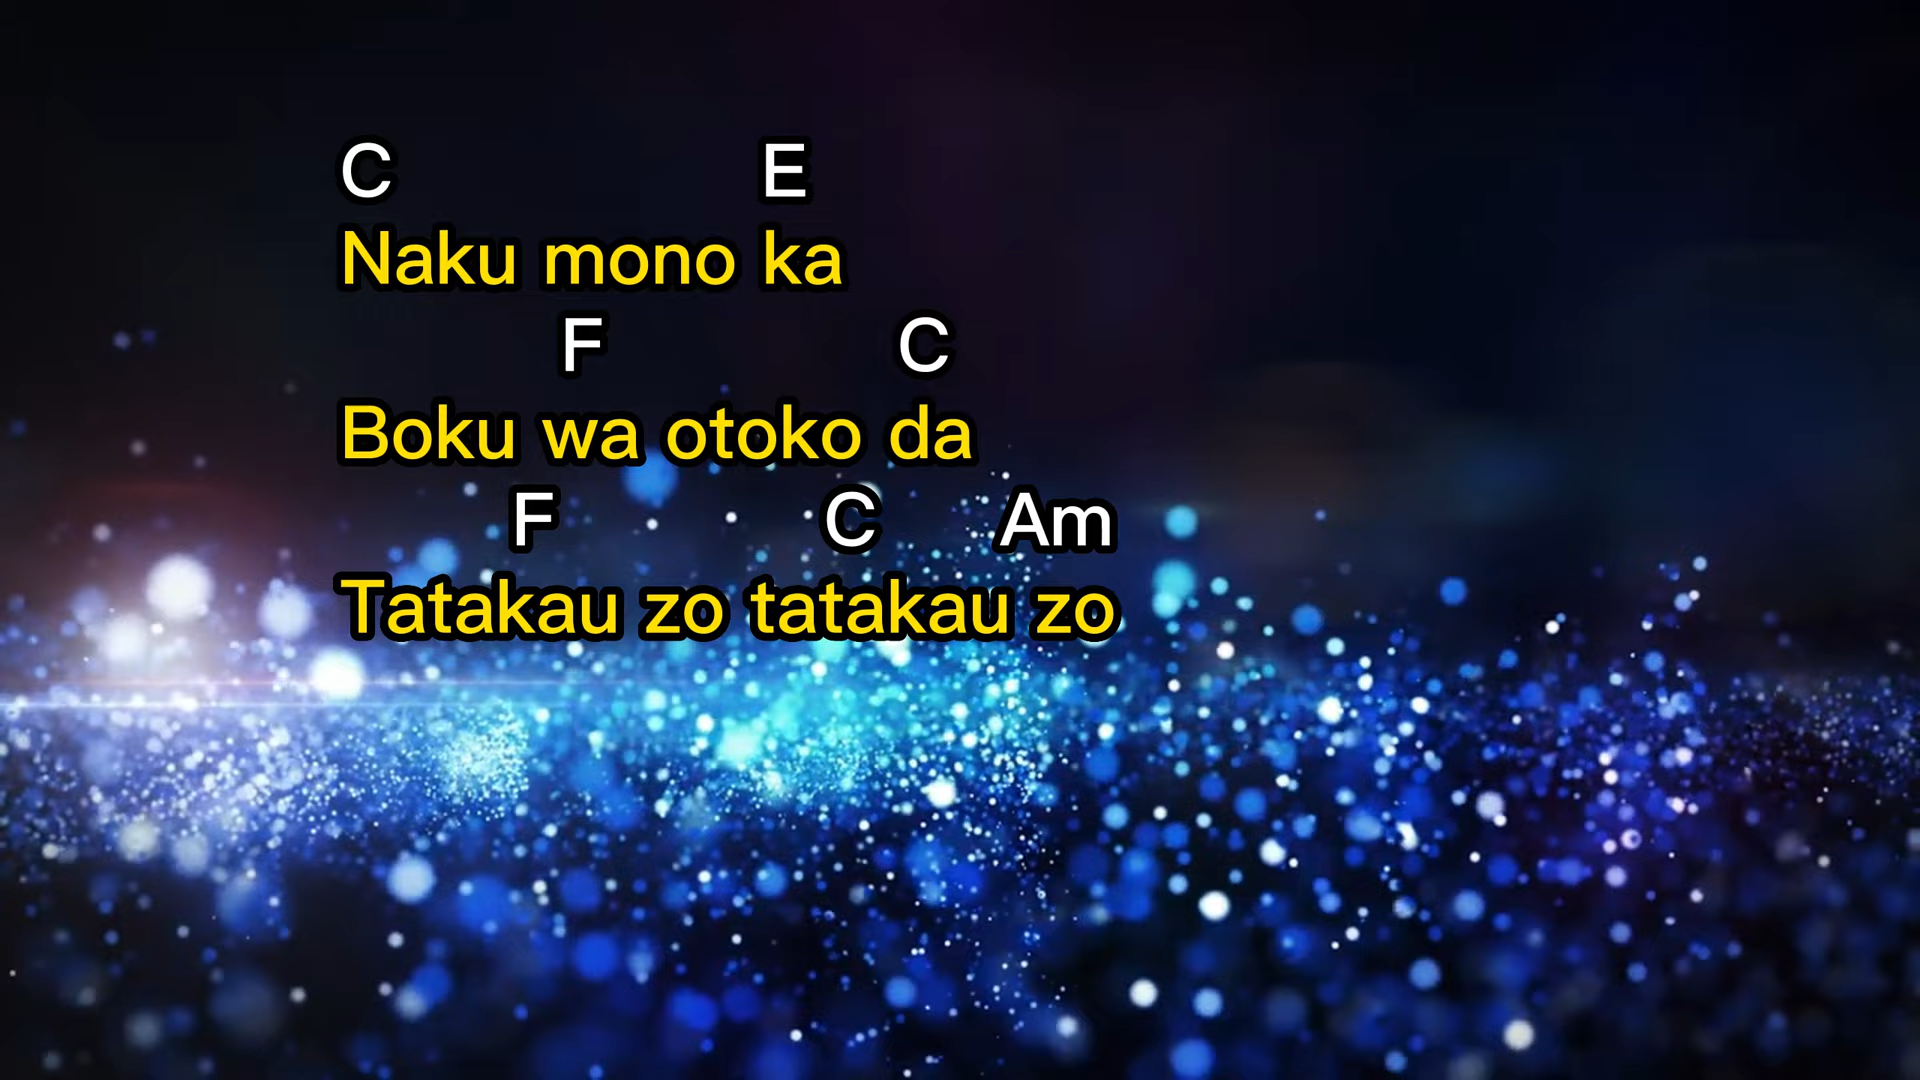 C E
Naku mono ka
F C
Boku wa otoko da
F C Am
Tatakau zo tatakau zo